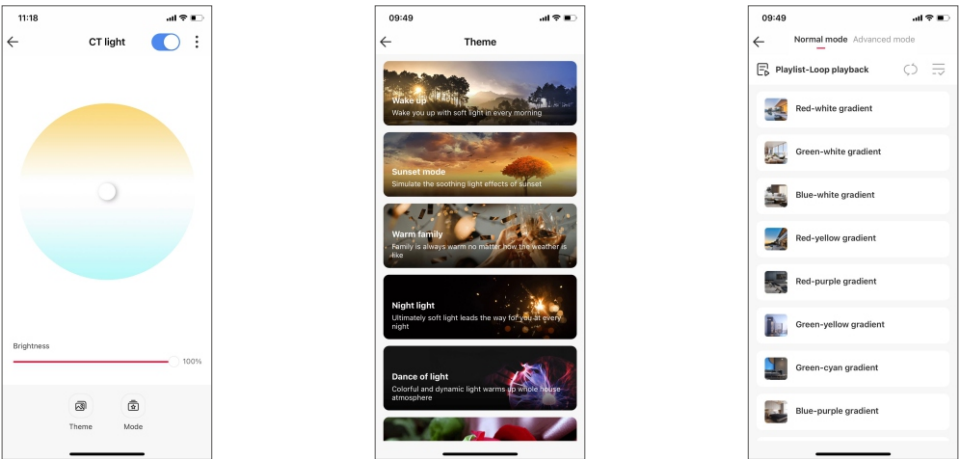 11:18
CT light
Brightness
100%
Theme
Mode
09:49
Theme
Wake up
Wake you up with soft light in every morning
Sunset mode
Simulate the soothing light effects of sunset
Warm family
Family is always warm no matter how the weather is
like
Night light
Ultimately soft light leads the way for you at every
night
Dance of light
Colorful and dynamic light warms up whole house
atmosphere
09:49
Normal mode Advanced mode
Playlist-Loop playback
Red-white gradient
Green-white gradient
Blue-white gradient
Red-yellow gradient
Red-purple gradient
Green-yellow gradient
Green-cyan gradient
Blue-purple gradient